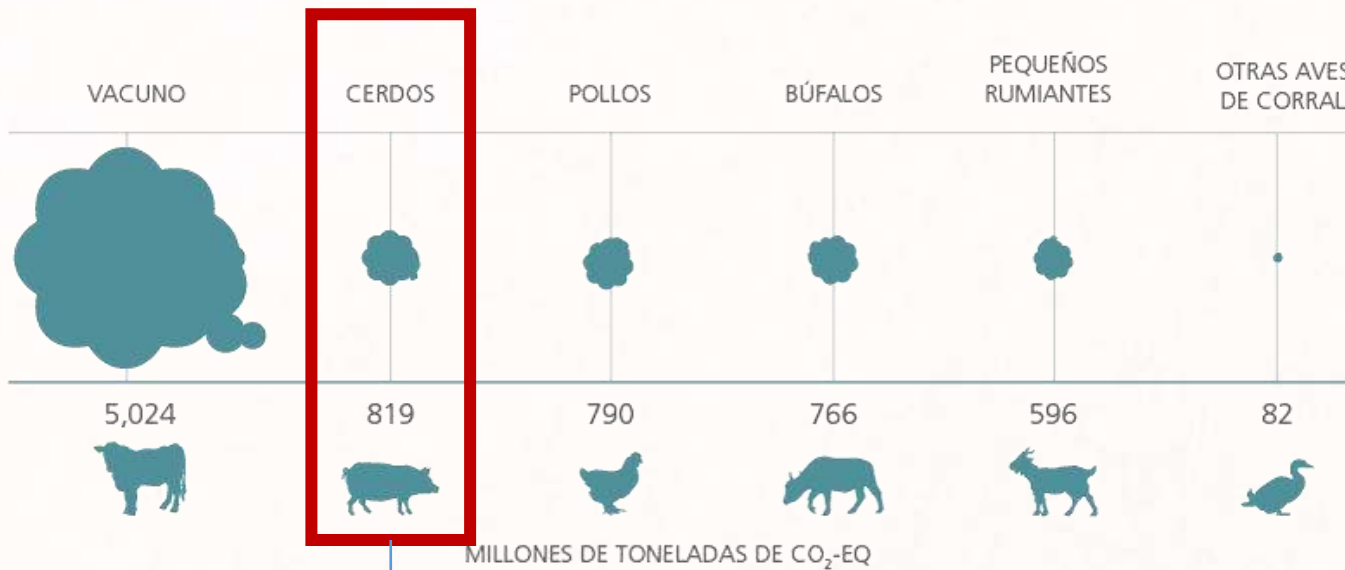 VACUNO
CERDOS
POLLOS
BÚFALOS
PEQUEÑOS
RUMIANTES
OTRAS AVES
DE CORRAL
5,024
819
790
766
596
82
MILLONES DE TONELADAS DE CO₂-EQ